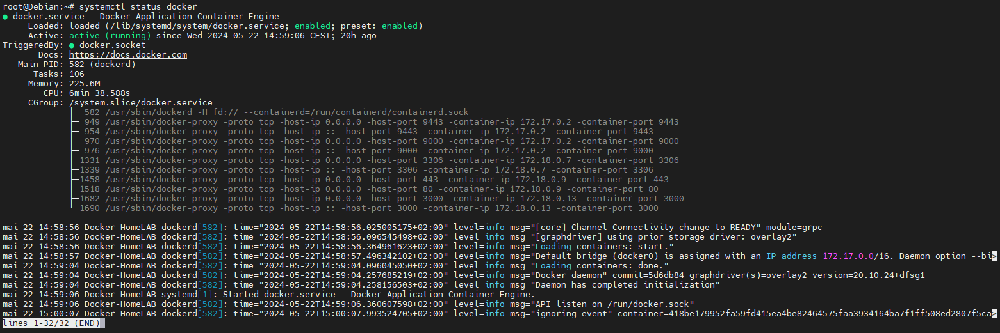 root@Debian:~# systemctl status docker
● docker.service - Docker Application Container Engine
     Loaded: loaded (/lib/systemd/system/docker.service; enabled; preset: enabled)
     Active: active (running) since Wed 2024-05-22 14:59:06 CEST; 20h ago
TriggeredBy: ● docker.socket
       Docs: https://docs.docker.com
   Main PID: 582 (dockerd)
      Tasks: 106
     Memory: 225.6M
        CPU: 6min 38.588s
     CGroup: /system.slice/docker.service
             ├─ 582 /usr/sbin/dockerd -H fd:// --containerd=/run/containerd/containerd.sock
             ├─ 949 /usr/sbin/docker-proxy -proto tcp -host-ip 0.0.0.0 -host-port 9443 -container-ip 172.17.0.2 -container-port 9443
             ├─ 954 /usr/sbin/docker-proxy -proto tcp -host-ip :: -host-port 9443 -container-ip 172.17.0.2 -container-port 9443
             ├─ 970 /usr/sbin/docker-proxy -proto tcp -host-ip 0.0.0.0 -host-port 9000 -container-ip 172.17.0.2 -container-port 9000
             ├─ 976 /usr/sbin/docker-proxy -proto tcp -host-ip :: -host-port 9000 -container-ip 172.17.0.2 -container-port 9000
             ├─1331 /usr/sbin/docker-proxy -proto tcp -host-ip 0.0.0.0 -host-port 3306 -container-ip 172.18.0.7 -container-port 3306
             ├─1339 /usr/sbin/docker-proxy -proto tcp -host-ip :: -host-port 3306 -container-ip 172.18.0.7 -container-port 3306
             ├─1458 /usr/sbin/docker-proxy -proto tcp -host-ip 0.0.0.0 -host-port 443 -container-ip 172.18.0.9 -container-port 443
             ├─1518 /usr/sbin/docker-proxy -proto tcp -host-ip 0.0.0.0 -host-port 80 -container-ip 172.18.0.9 -container-port 80
             ├─1682 /usr/sbin/docker-proxy -proto tcp -host-ip 0.0.0.0 -host-port 3000 -container-ip 172.18.0.13 -container-port 3000
             └─1690 /usr/sbin/docker-proxy -proto tcp -host-ip :: -host-port 3000 -container-ip 172.18.0.13 -container-port 3000
mai 22 14:58:56 Docker-HomeLAB dockerd[582]: time="2024-05-22T14:58:56.025005175+02:00" level=info msg="[core] Channel Connectivity change to READY" module=grpc
mai 22 14:58:56 Docker-HomeLAB dockerd[582]: time="2024-05-22T14:58:56.096545498+02:00" level=info msg="[graphdriver] using prior storage driver: overlay2"
mai 22 14:58:56 Docker-HomeLAB dockerd[582]: time="2024-05-22T14:58:56.364961623+02:00" level=info msg="Loading containers: start."
mai 22 14:58:57 Docker-HomeLAB dockerd[582]: time="2024-05-22T14:58:57.496342102+02:00" level=info msg="Default bridge (docker0) is assigned with an IP address 172.17.0.0/16. Daemon option --bi>
mai 22 14:59:04 Docker-HomeLAB dockerd[582]: time="2024-05-22T14:59:04.096045050+02:00" level=info msg="Loading containers: done."
mai 22 14:59:04 Docker-HomeLAB dockerd[582]: time="2024-05-22T14:59:04.257685219+02:00" level=info msg="Docker daemon" commit=5d6db84 graphdriver(s)=overlay2 version=20.10.24+dfsg1
mai 22 14:59:04 Docker-HomeLAB dockerd[582]: time="2024-05-22T14:59:04.258156503+02:00" level=info msg="Daemon has completed initialization"
mai 22 14:59:06 Docker-HomeLAB systemd[1]: Started docker.service - Docker Application Container Engine.
mai 22 14:59:06 Docker-HomeLAB dockerd[582]: time="2024-05-22T14:59:06.360607598+02:00" level=info msg="API listen on /run/docker.sock"
mai 22 15:00:07 Docker-HomeLAB dockerd[582]: time="2024-05-22T15:00:07.993524705+02:00" level=info msg="ignoring event" container=418be179952fa59fd415ea4be82464575faa3934164ba7f1ff508ed2807f5ca>
lines 1-32/32 (END)